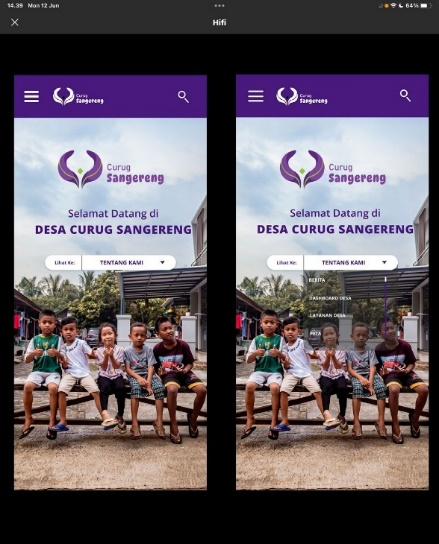 14.39 Mon 12 Jun
64%
Hifi
Curug
Sangereng
Curug
Sangereng
Selamat Datang di
DESA CURUG SANGERENG
Lihat Ke:
TENTANG KAMI
Curug
Sangereng
Curug
Sangereng
Selamat Datang di
DESA CURUG SANGERENG
Lihat Ke:
TENTANG KAMI
BERITA
DASHBOARD DESA
LAYANAN DESA
PETA